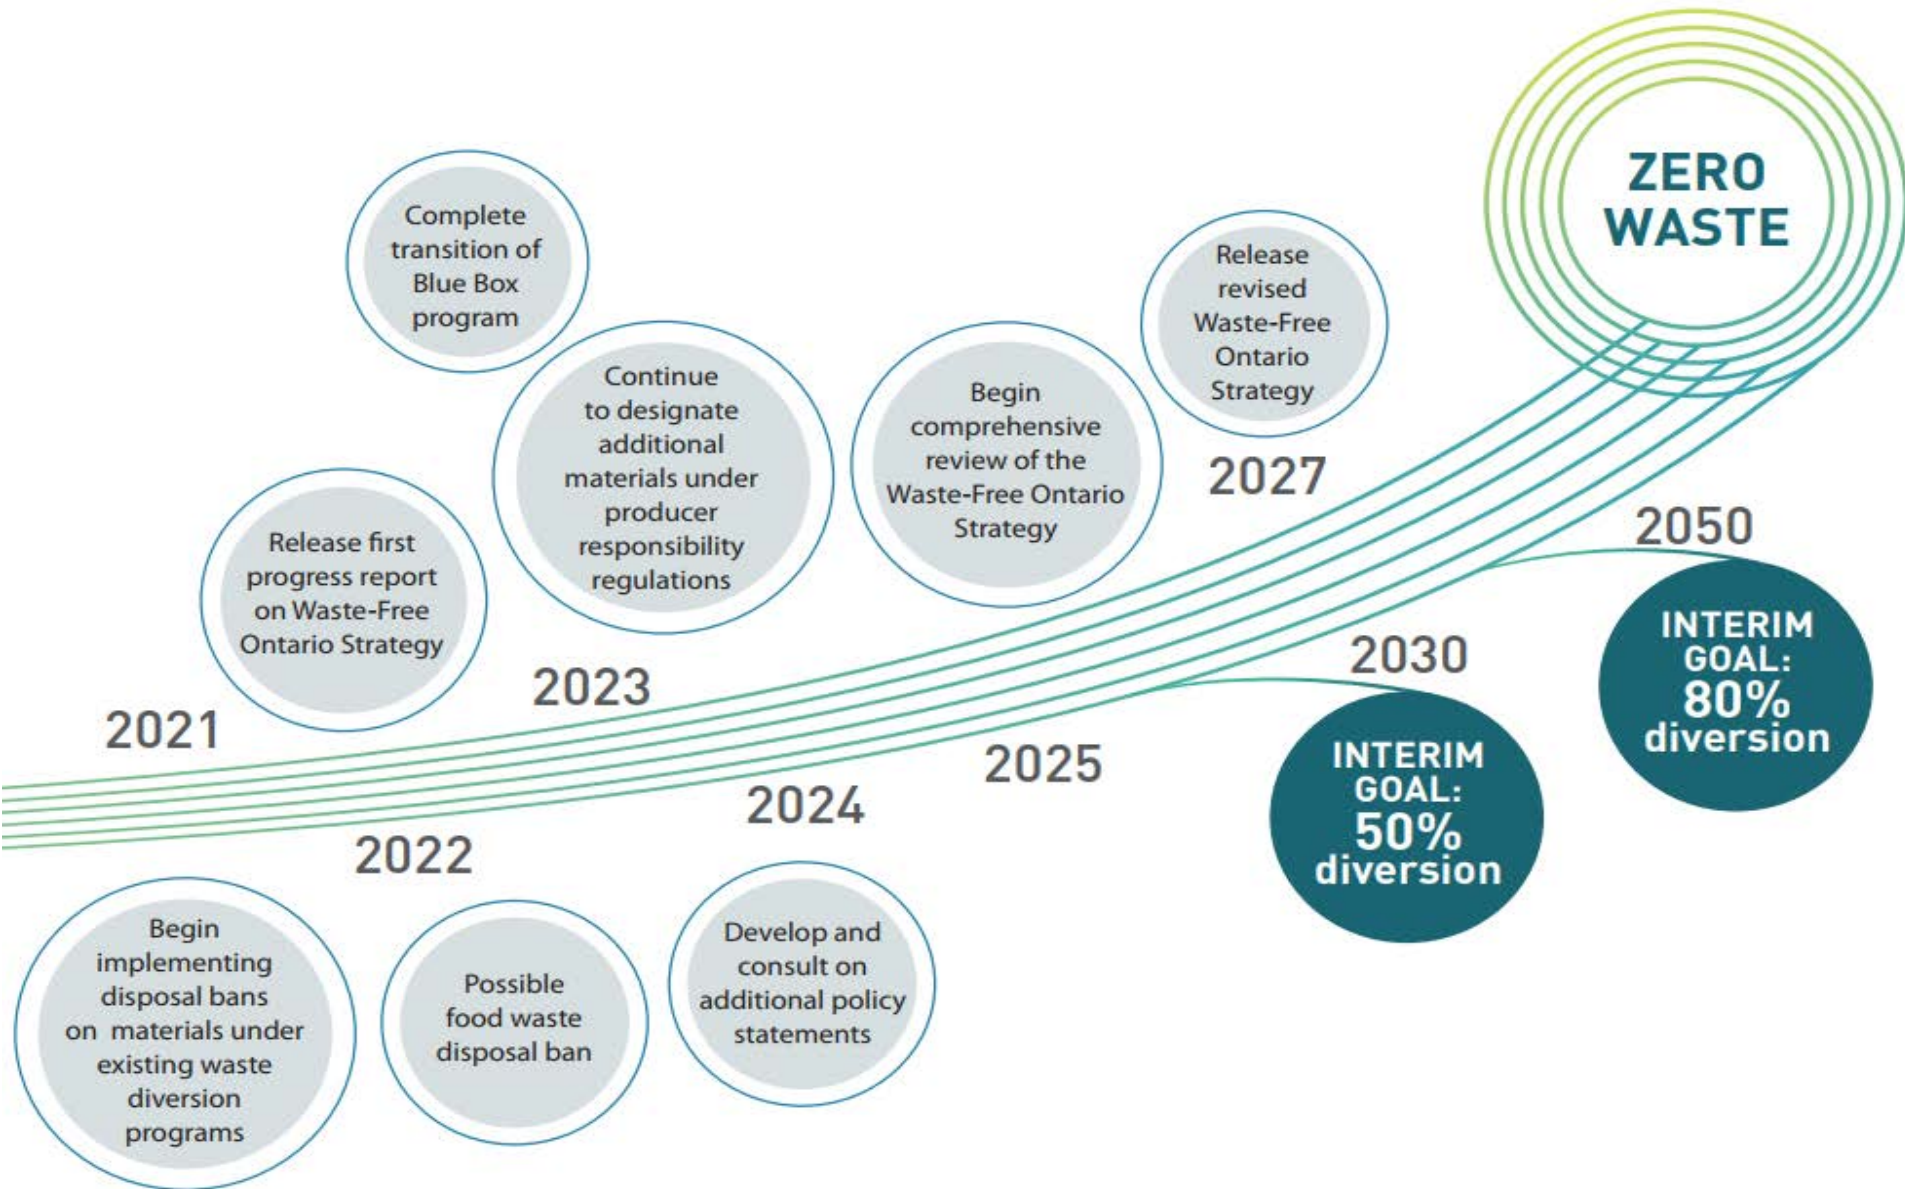 ZERO
WASTE
Complete
transition of
Blue Box
program
Release
revised
Waste-Free
Ontario
Strategy
Continue
to designate
additional
materials under
producer
responsibility
regulations
Begin
comprehensive
review of the
Waste-Free Ontario
Strategy
2027
Release first
progress report
on Waste-Free
Ontario Strategy
2050
INTERIM
GOAL:
80%
diversion
2030
INTERIM
GOAL:
50%
diversion
2023
2021
2025
2024
2022
Begin
implementing
disposal bans
on materials under
existing waste
diversion
programs
Possible
food waste
disposal ban
Develop and
consult on
additional policy
statements